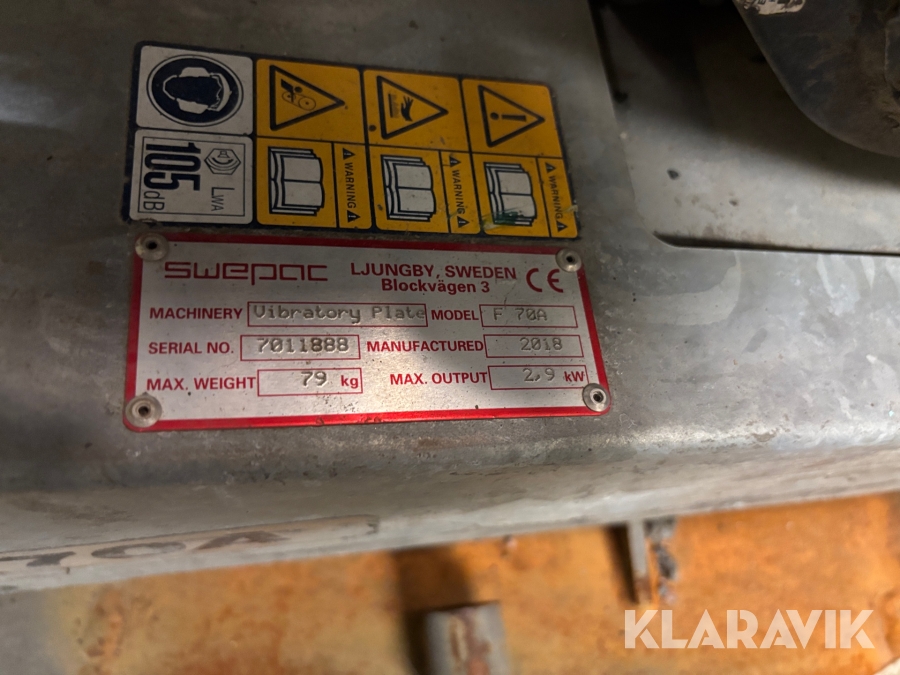 105 dB
LWA
WARNING
WARNING
WARNING
swepac LJUNGBY, SWEDEN
Blockvägen 3
CE
MACHINERY Vibratory Plate MODEL F 70A
SERIAL NO. 7011888 MANUFACTURED 2018
MAX. WEIGHT 79 kg MAX. OUTPUT 2,9 kW
KLARAVIK